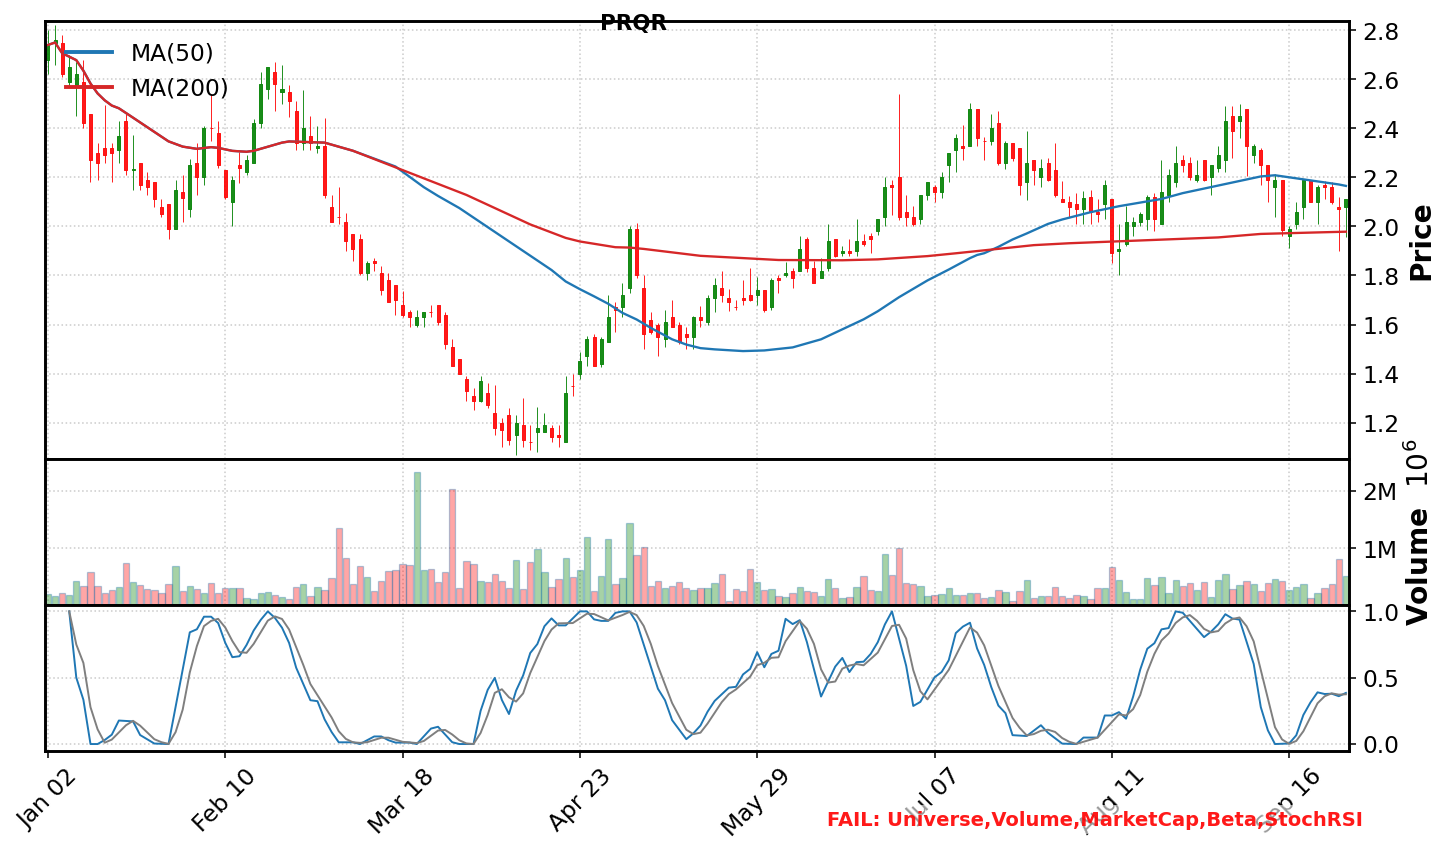 PRQR
MA(50)
MA(200)
2.8
2.6
2.4
2.2
2.0
1.8
1.6
1.4
1.2
Price
2M
1M
Volume 10⁶
1.0
0.5
0.0
Jan 02
Feb 10
Mar 18
Apr 23
May 29
Jul 07
Aug 11
Sep 16
FAIL: Universe,Volume,MarketCap,Beta,StochRSI